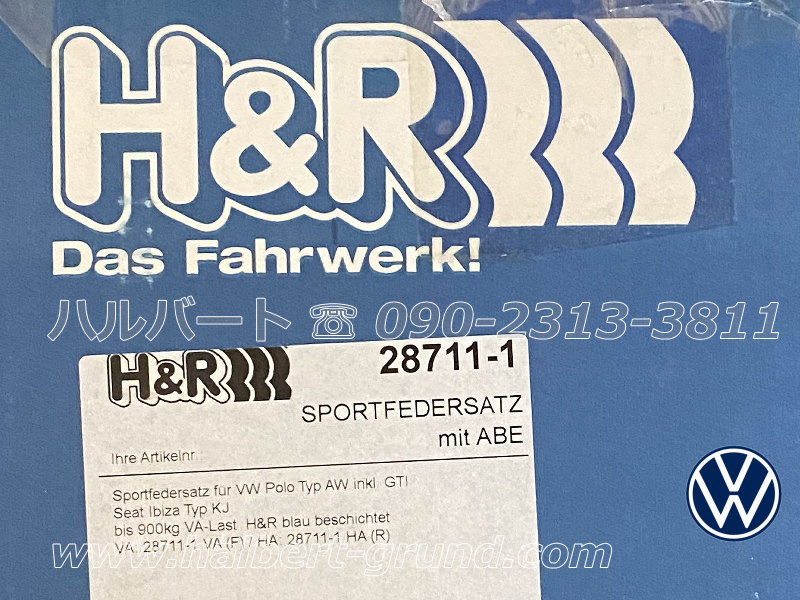 H&R
Das Fahrwerk!
ハルバート ☏ 090-2313-3811
H&R 28711-1
SPORTFEDERSATZ
mit ABE
Ihre Artikelnr.:
Sportfedersatz für VW Polo Typ AW inkl. GTI
Seat Ibiza Typ KJ
bis 900kg VA-Last H&R blau beschichtet
VA: 28711-1 VA (F) / HA: 28711-1 HA (R)
www.halbert-grund.com